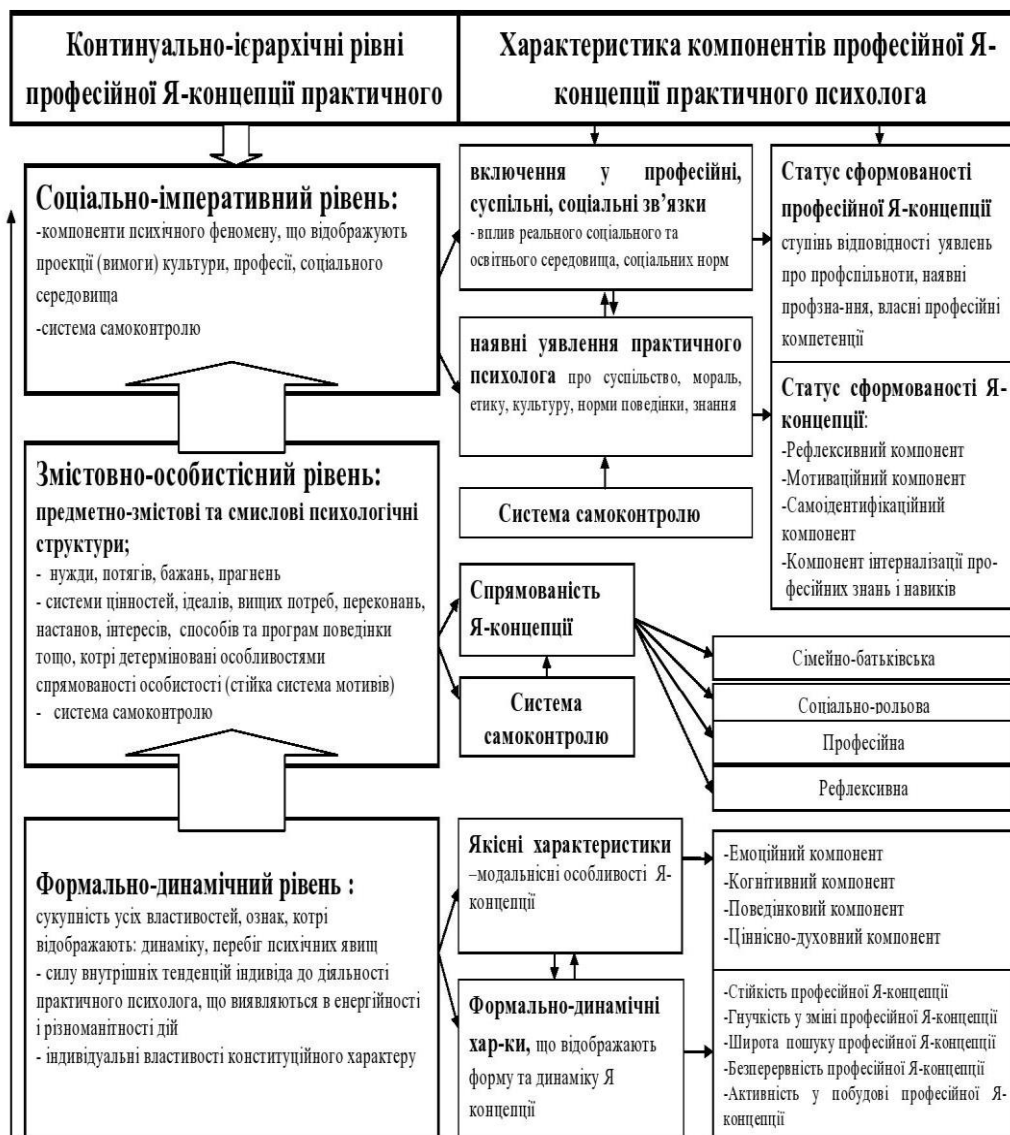 Континуально-ієрархічні рівні
професійної Я-концепції практичного
Характеристика компонентів професійної Я-
концепції практичного психолога
Соціально-імперативний рівень:
-компоненти психічного феномену, що відображують
проекції (вимоги) культури, професії, соціального
середовища
-система самоконтролю
включення у професійні,
суспільні, соціальні зв’язки
- вплив реального соціального та
освітнього середовища, соціальних норм
наявні уявлення практичного
психолога про суспільство, мораль,
етику, культуру, норми поведінки, знання
Система самоконтролю
Статус сформованості
професійної Я-концепції
ступінь відповідності уявлень
про профспільноти, наявні
профзна-ння, власні професійні
компетенції
Статус сформованості Я-
концепції:
-Рефлексивний компонент
-Мотиваційний компонент
-Самоідентифікаційний
компонент
-Компонент інтерналізації про-
фесійних знань і навиків
Змістовно-особистісний рівень:
предметно-змістові та смислові психологічні
структури;
- нужди, потягів, бажань, прагнень
- системи цінностей, ідеалів, вищих потреб, переконань,
настанов, інтересів, способів та програм поведінки
тощо, котрі детерміновані особливостями
спрямованості особистості (стійка система мотивів)
- система самоконтролю
Спрямованість
Я-концепції
Система
самоконтролю
Сімейно-батьківська
Соціально-рольова
Професійна
Рефлексивна
Формально-динамічний рівень :
сукупність усіх властивостей, ознак, котрі
відображають: динаміку, перебіг психічних явищ
- силу внутрішніх тенденцій індивіда до діяльності
практичного психолога, що виявляються в енергійності
і різноманітності дій
- індивідуальні властивості конституційного характеру
Якісні характеристики
–модальнісні особливості Я-
концепції
Формально-динамічні
хар-ки, що відображають
форму та динаміку Я
концепції
-Емоційний компонент
-Когнітивний компонент
-Поведінковий компонент
-Ціннісно-духовний компонент
-Стійкість професійної Я-концепції
-Гнучкість у зміні професійної Я-концепції
-Широта пошуку професійної Я-концепції
-Безперервність професійної Я-концепції
-Активність у побудові професійної Я-
концепції